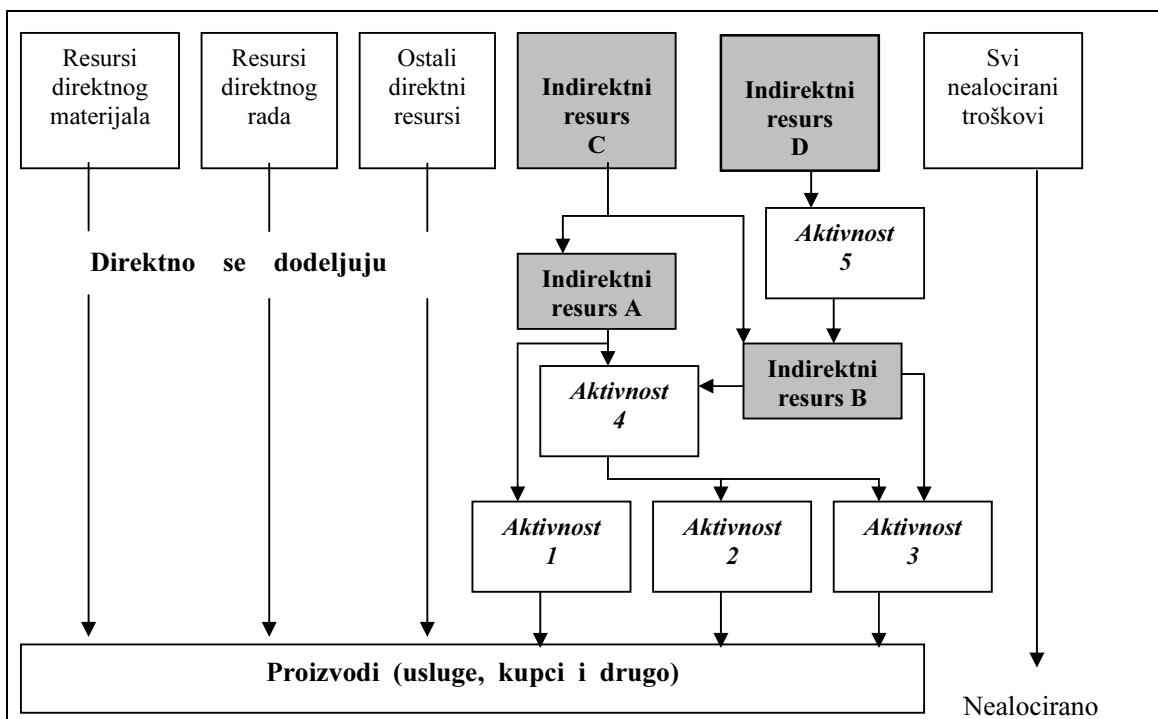 Resursi
direktnog
materijala
Resursi
direktnog
rada
Ostali
direktni
resursi
Indirektni
resurs
C
Indirektni
resurs
D
Svi
nealocirani
troškovi
Aktivnost
5
Direktno se dodeljuju
Indirektni
resurs A
Indirektni
resurs B
Aktivnost
4
Aktivnost
1
Aktivnost
2
Aktivnost
3
Proizvodi (usluge, kupci i drugo)
Nealocirano